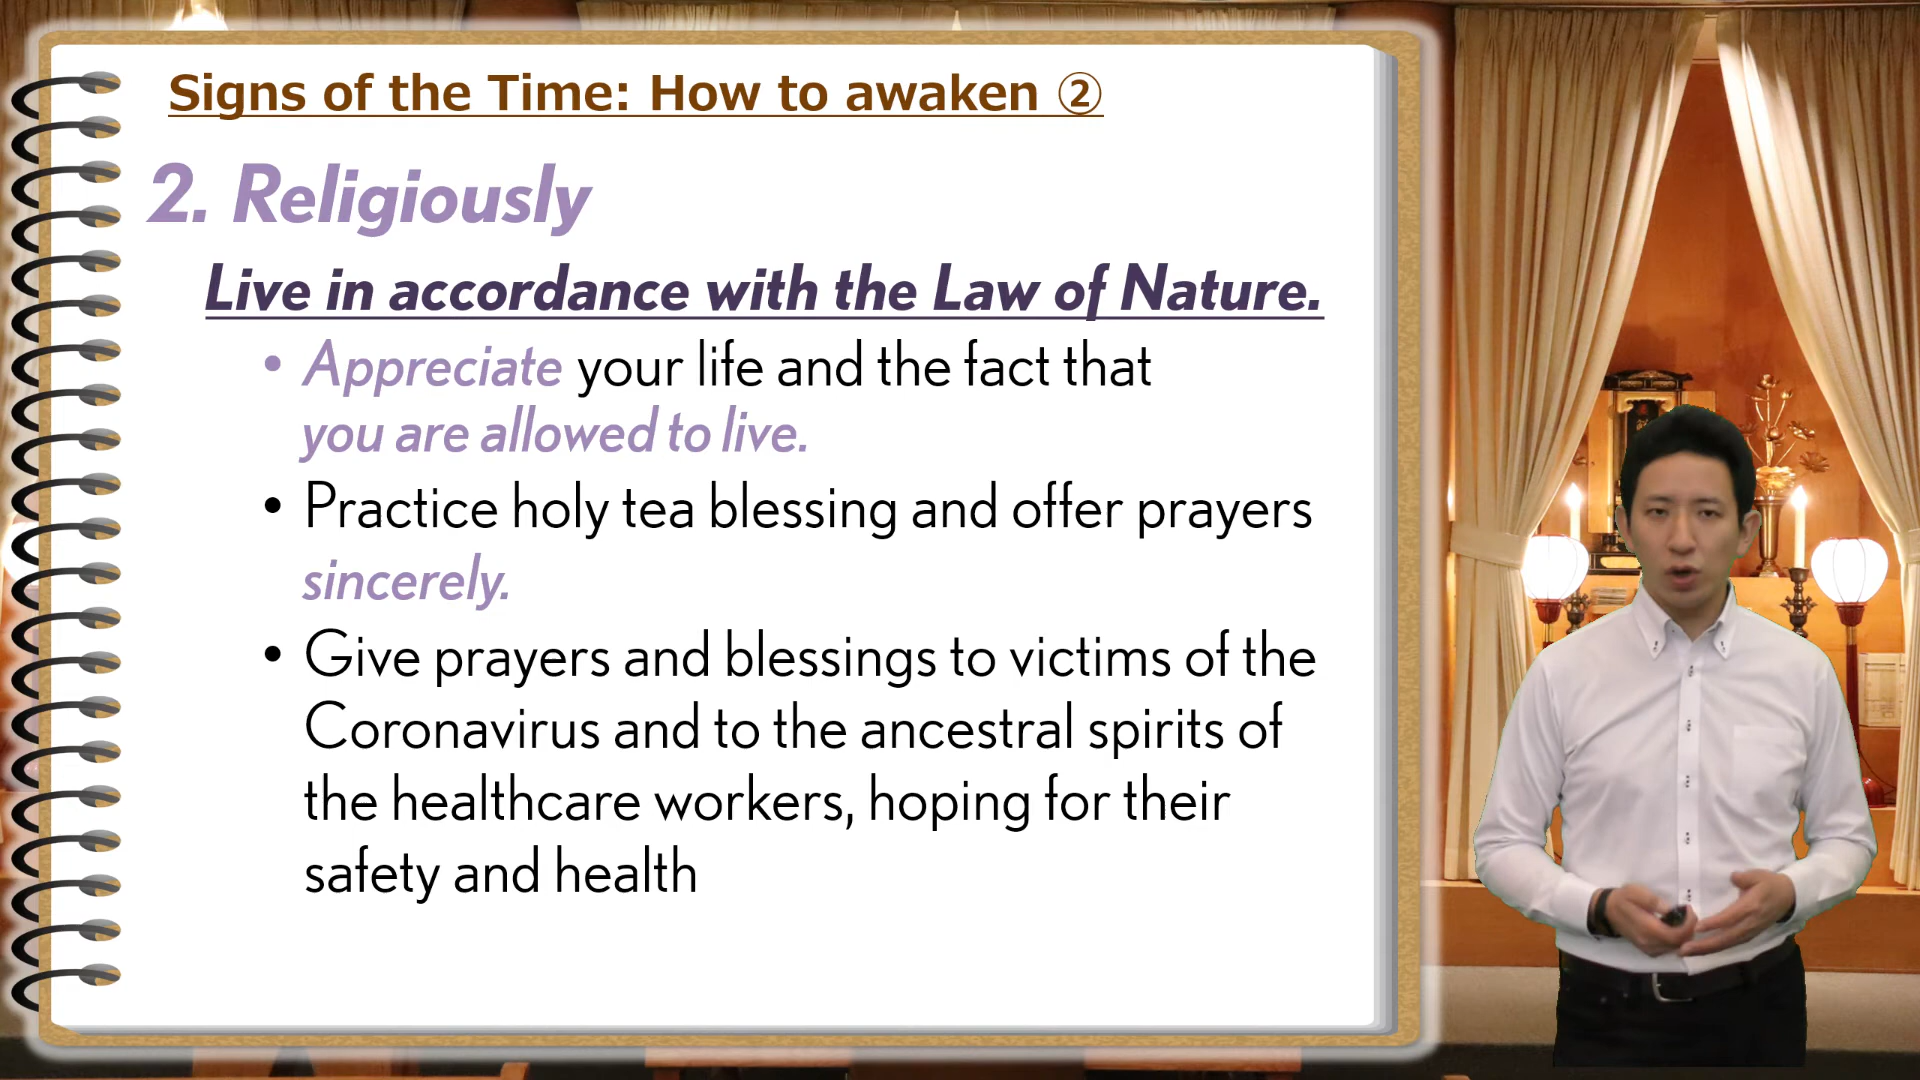 Signs of the Time: How to awaken ②
2. Religiously
Live in accordance with the Law of Nature.
• Appreciate your life and the fact that
you are allowed to live.
• Practice holy tea blessing and offer prayers
sincerely.
• Give prayers and blessings to victims of the
Coronavirus and to the ancestral spirits of
the healthcare workers, hoping for their
safety and health